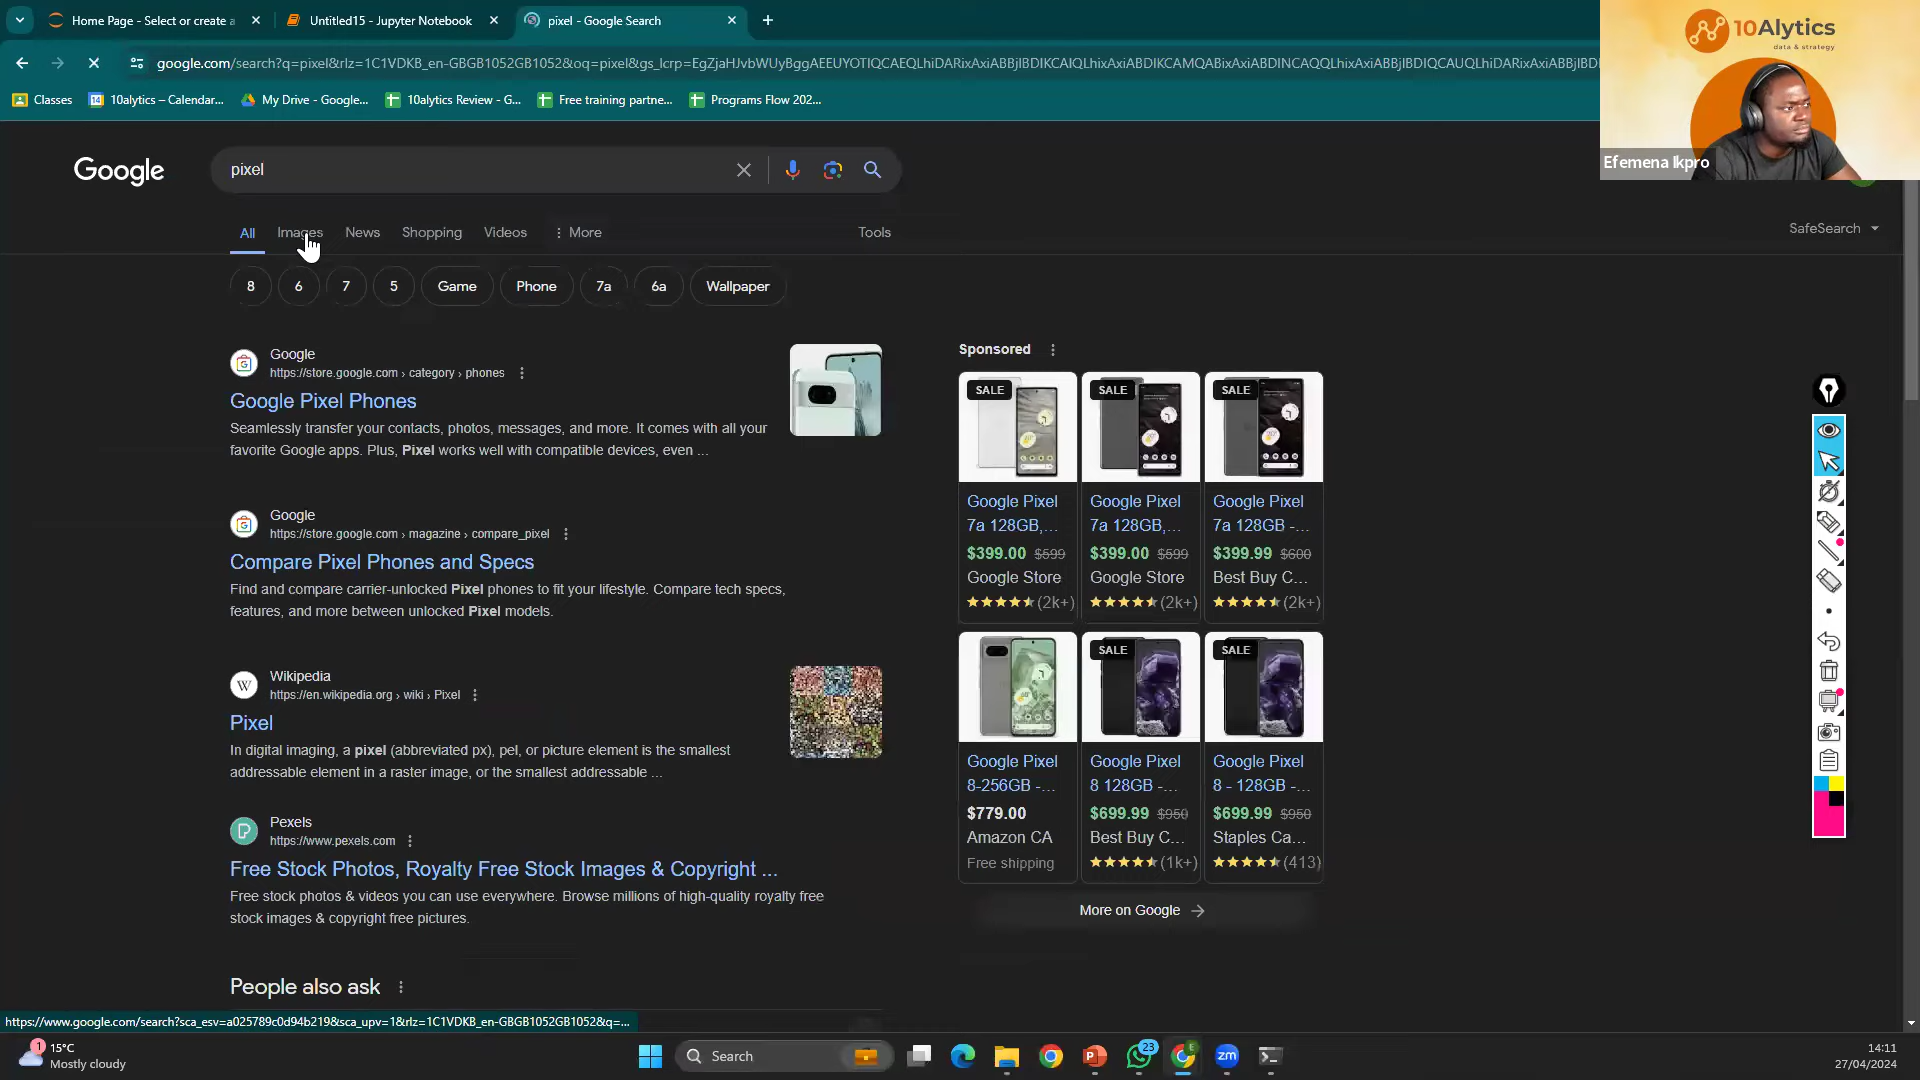 Home Page - Select or create a
Untitled15 - Jupyter Notebook
pixel - Google Search
google.com/search?q=pixel&rlz=1C1VDKB_en-GBGB1052GB1052&oq=pixel&gs_lcrp=
Classes
10alytics – Calendar...
My Drive - Google...
10alytics Review - G...
Free training partne...
Programs Flow 202...
10Alytics
data & strategy
Efemena Ikpro
Google
pixel
All
Images
News
Shopping
Videos
More
Tools
SafeSearch
8
6
7
5
Game
Phone
7a
6a
Wallpaper
Google
https://store.google.com › category › phones
Google Pixel Phones
Seamlessly transfer your contacts, photos, messages, and more. It comes with all your
favorite Google apps. Plus, Pixel works well with compatible devices, even ...
Google
https://store.google.com › magazine › compare_pixel
Compare Pixel Phones and Specs
Find and compare carrier-unlocked Pixel phones to fit your lifestyle. Compare tech specs,
features, and more between unlocked Pixel models.
W
Wikipedia
https://en.wikipedia.org › wiki › Pixel
Pixel
In digital imaging, a pixel (abbreviated px), pel, or picture element is the smallest
addressable element in a raster image, or the smallest addressable ...
Pexels
https://www.pexels.com
Free Stock Photos, Royalty Free Stock Images & Copyright ...
Free stock photos & videos you can use everywhere. Browse millions of high-quality royalty free
stock images & copyright free pictures.
People also ask
Sponsored
SALE
Google Pixel
7a 128GB,...
$399.00 $599
Google Store
(2k+)
SALE
Google Pixel
7a 128GB,...
$399.00 $599
Google Store
(2k+)
SALE
Google Pixel
7a 128GB -...
$399.99 $600
Best Buy C...
(2k+)
Google Pixel
8-256GB -...
$779.00
Amazon CA
Free shipping
SALE
Google Pixel
8 128GB -...
$699.99 $950
Best Buy C...
(1k+)
SALE
Google Pixel
8 - 128GB -...
$699.99 $950
Staples Ca...
(413)
More on Google
https://www.google.com/search?sca_esv=a025789c0d94b219&sca_upv=1&rlz=1C1VDKB_en-GBGB1052GB1052&q=...
1
15°C
Mostly cloudy
Search
23
E
zm
14:11
27/04/2024